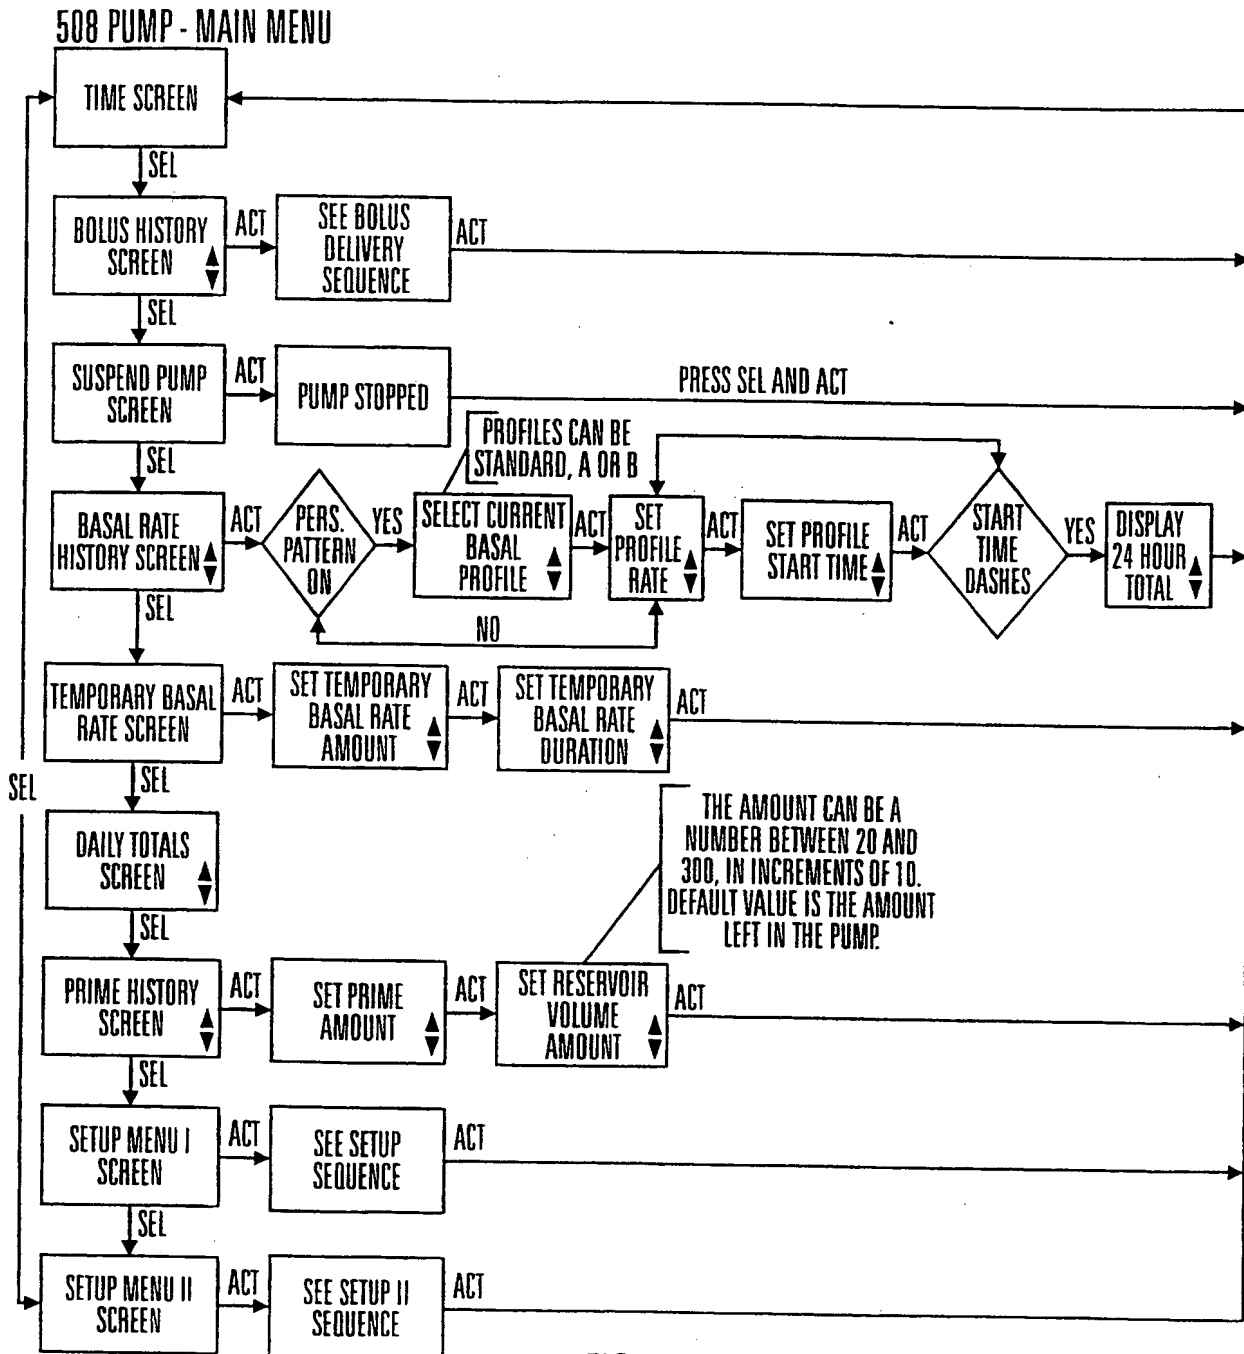 508 PUMP - MAIN MENU
TIME SCREEN
SEL
BOLUS HISTORY
SCREEN
ACT
SEE BOLUS
DELIVERY
SEQUENCE
ACT
SEL
SUSPEND PUMP
SCREEN
ACT
PUMP STOPPED
PRESS SEL AND ACT
SEL
PROFILES CAN BE
STANDARD, A OR B
BASAL RATE
HISTORY SCREEN
ACT
PERS.
PATTERN
ON
YES
SELECT CURRENT
BASAL
PROFILE
ACT
SET
PROFILE
RATE
ACT
SET PROFILE
START TIME
ACT
START
TIME
DASHES
YES
DISPLAY
24 HOUR
TOTAL
NO
SEL
TEMPORARY BASAL
RATE SCREEN
ACT
SET TEMPORARY
BASAL RATE
AMOUNT
ACT
SET TEMPORARY
BASAL RATE
DURATION
ACT
SEL
SEL
DAILY TOTALS
SCREEN
THE AMOUNT CAN BE A
NUMBER BETWEEN 20 AND
300, IN INCREMENTS OF 10.
DEFAULT VALUE IS THE AMOUNT
LEFT IN THE PUMP.
SEL
PRIME HISTORY
SCREEN
ACT
SET PRIME
AMOUNT
ACT
SET RESERVOIR
VOLUME
AMOUNT
ACT
SEL
SETUP MENU I
SCREEN
ACT
SEE SETUP
SEQUENCE
ACT
SEL
SETUP MENU II
SCREEN
ACT
SEE SETUP II
SEQUENCE
ACT